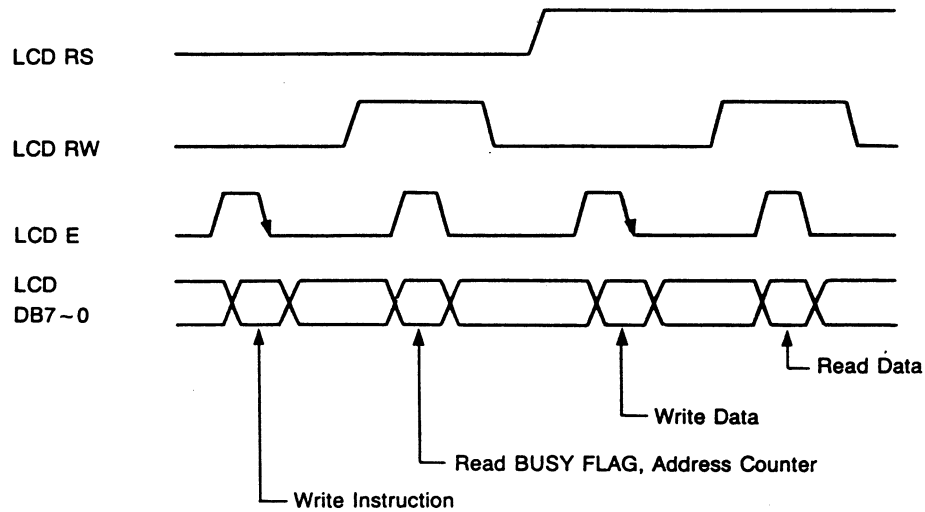 LCD RS
LCD RW
LCD E
LCD
DB7~0
Read Data
Write Data
Read BUSY FLAG, Address Counter
Write Instruction